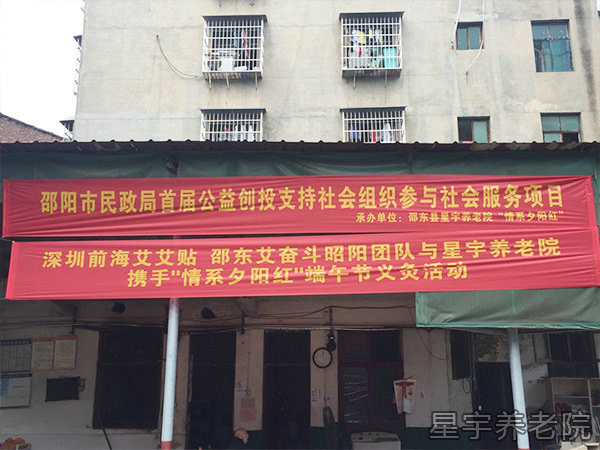 邵阳市民政局首届公益创投支持社会组织参与社会服务项目
承办单位：邵东县星宇养老院“情系夕阳红”
深圳前海艾艾贴 邵东艾奋斗昭阳团队与星宇养老院
携手"情系夕阳红"端午节义灸活动
星宇养老院